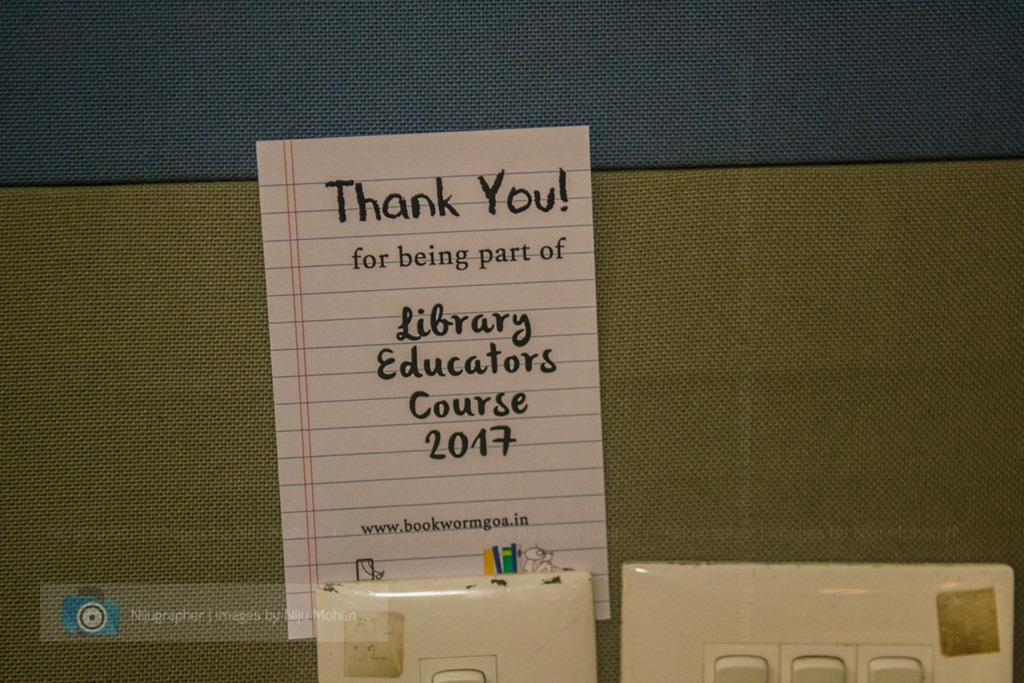 Thank You!
for being part of
Library
Educators
Course
2017
www.bookwormgoa.in
Nijugrapher | images by Niju Mohan